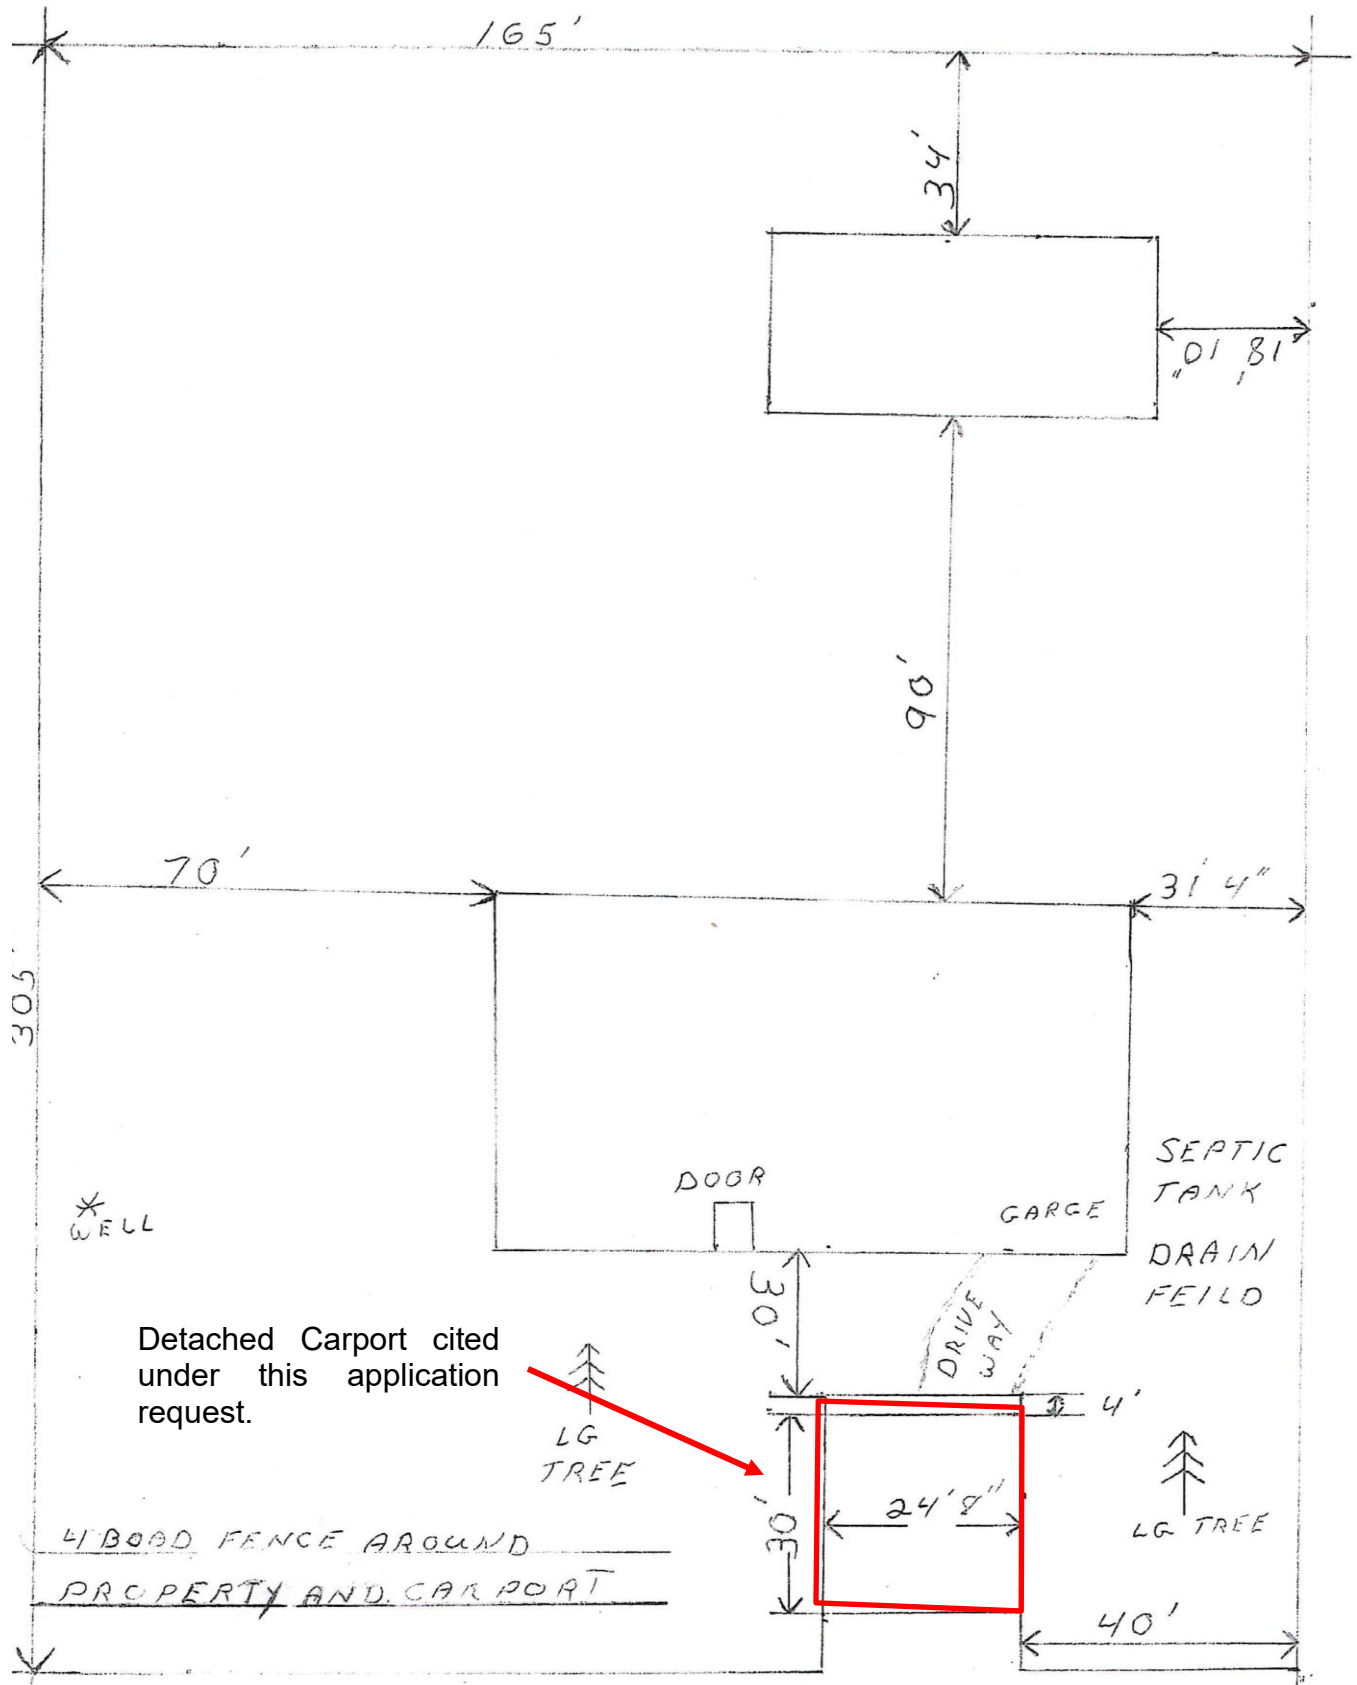 165'
34'
18' 10"
90'
70'
31' 4"
305'
SEPTIC
TANK
DOOR
GARGE
WELL
DRAIN
FEILD
30'
DRIVE
WAY
Detached Carport cited
under this application
request.
4'
LG
TREE
24' 8"
30'
LG TREE
4 BOAD FENCE AROUND
PROPERTY AND CARPORT
40'